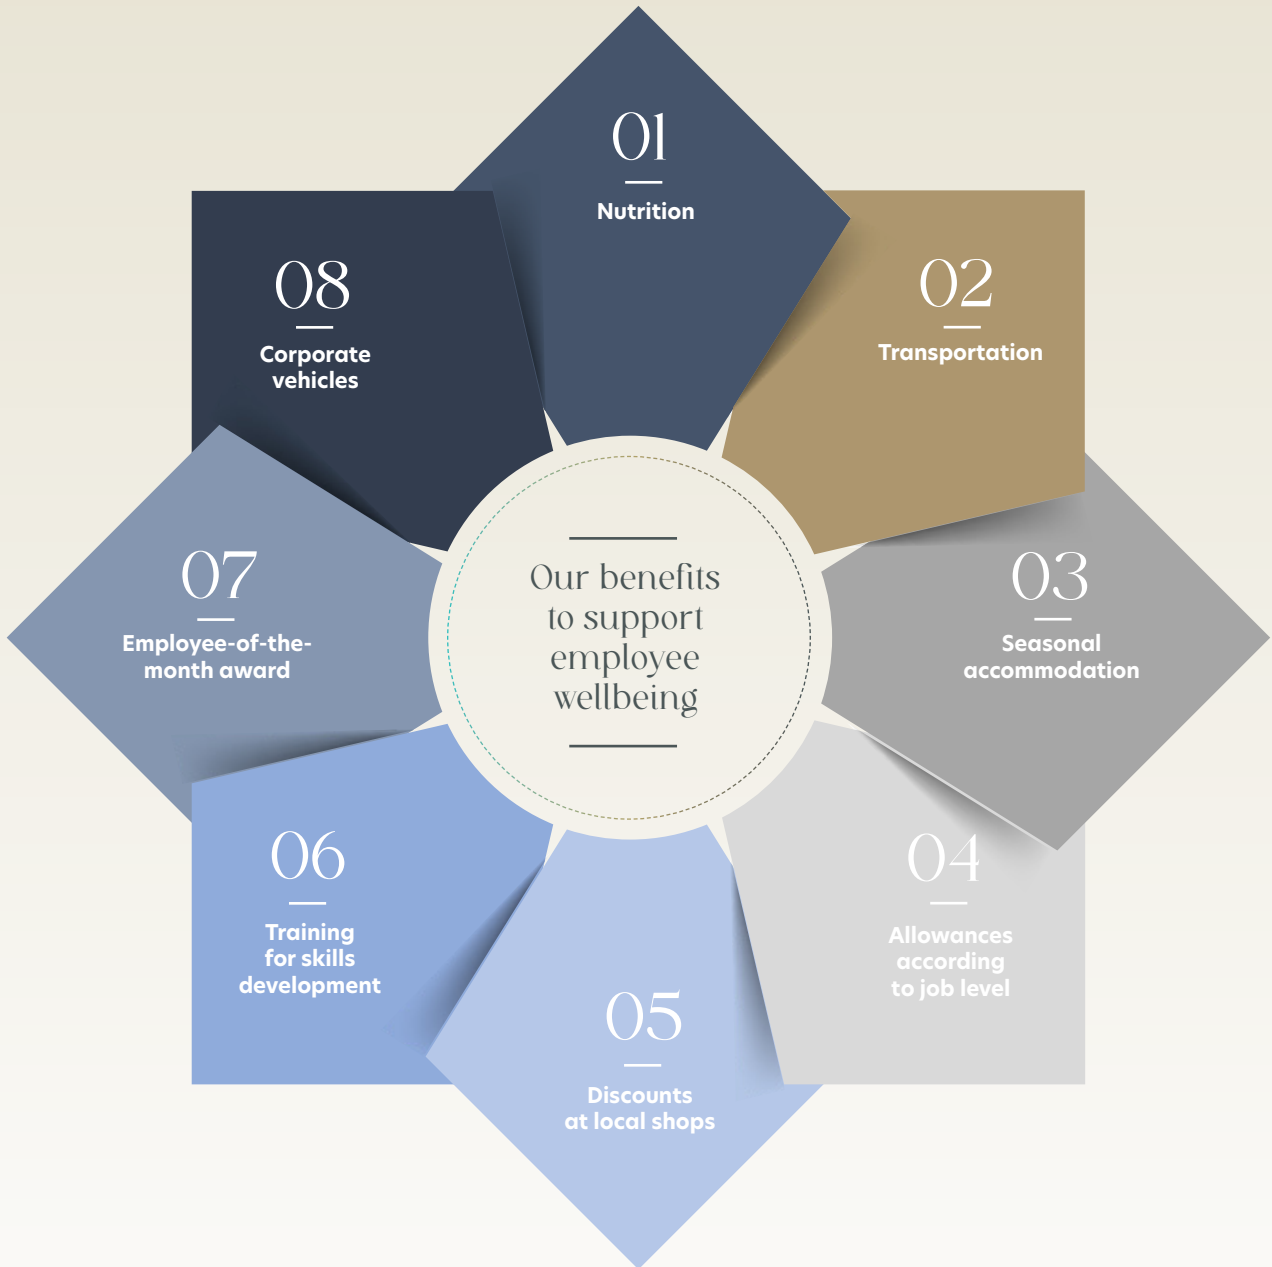 01
Nutrition
02
Transportation
03
Seasonal
accommodation
04
Allowances
according
to job level
05
Discounts
at local shops
06
Training
for skills
development
07
Employee-of-the-
month award
08
Corporate
vehicles
Our benefits
to support
employee
wellbeing